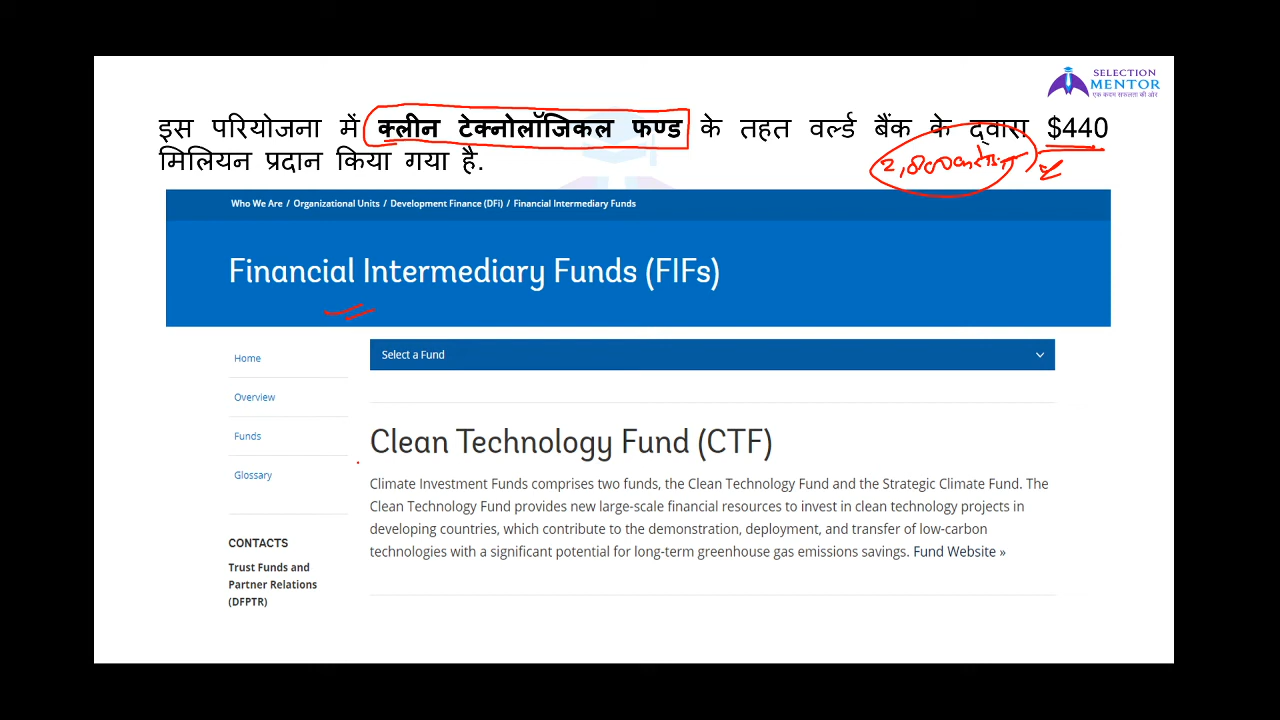 SELECTION
MENTOR
एक कदम सफलता की ओर
इस परियोजना में क्लीन टेक्नोलॉजिकल फण्ड के तहत वर्ल्ड बैंक के द्वारा $440
मिलियन प्रदान किया गया है.
Who We Are / Organizational Units / Development Finance (DFi) / Financial Intermediary Funds
Financial Intermediary Funds (FIFs)
Select a Fund
Home
Overview
Funds
Glossary
CONTACTS
Trust Funds and
Partner Relations
(DFPTR)
Clean Technology Fund (CTF)
Climate Investment Funds comprises two funds, the Clean Technology Fund and the Strategic Climate Fund. The
Clean Technology Fund provides new large-scale financial resources to invest in clean technology projects in
developing countries, which contribute to the demonstration, deployment, and transfer of low-carbon
technologies with a significant potential for long-term greenhouse gas emissions savings. Fund Website »